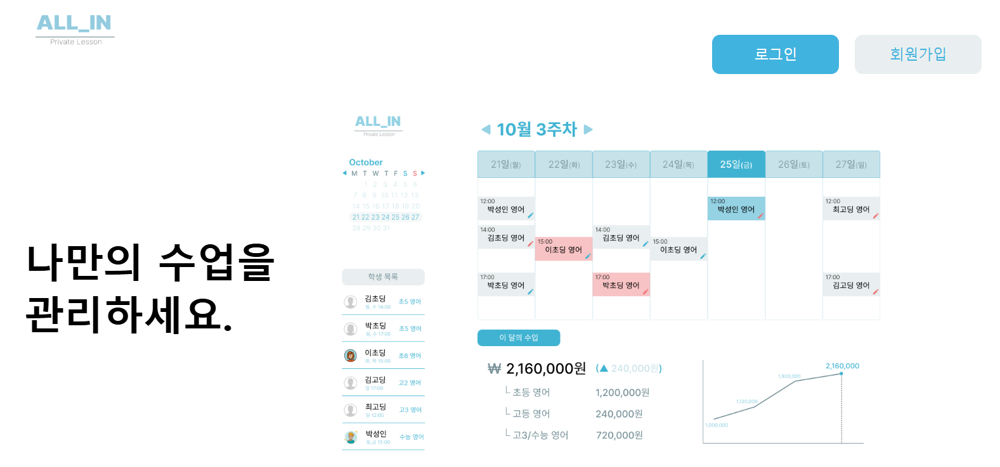 ALL_IN
Private Lesson
로그인
회원가입
나만의 수업을
관리하세요.
ALL_IN
Private Lesson
October
M T W T F S S
1 2 3 4 5 6
7 8 9 10 11 12 13
14 15 16 17 18 19 20
21 22 23 24 25 26 27
28 29 30 31
학생 목록
김초딩
월, 수 14:00
초5 영어
박초딩
월, 수 17:00
초5 영어
이초딩
화, 목 15:00
초6 영어
김고딩
일 17:00
고2 영어
최고딩
일 12:00
고3 영어
박성인
월,금 12:00
수능 영어
10월 3주차
21일(월) 22일(화) 23일(수) 24일(목) 25일(금) 26일(토) 27일(일)
12:00
박성인 영어
12:00
박성인 영어
12:00
최고딩 영어
14:00
김초딩 영어
14:00
김초딩 영어
15:00
이초딩 영어
15:00
이초딩 영어
17:00
박초딩 영어
17:00
박초딩 영어
17:00
김고딩 영어
이 달의 수입
₩ 2,160,000원 (▲ 240,000원)
초등 영어 1,200,000원
고등 영어 240,000원
고3/수능 영어 720,000원
2,160,000
1,920,000
1,120,000
1,000,000